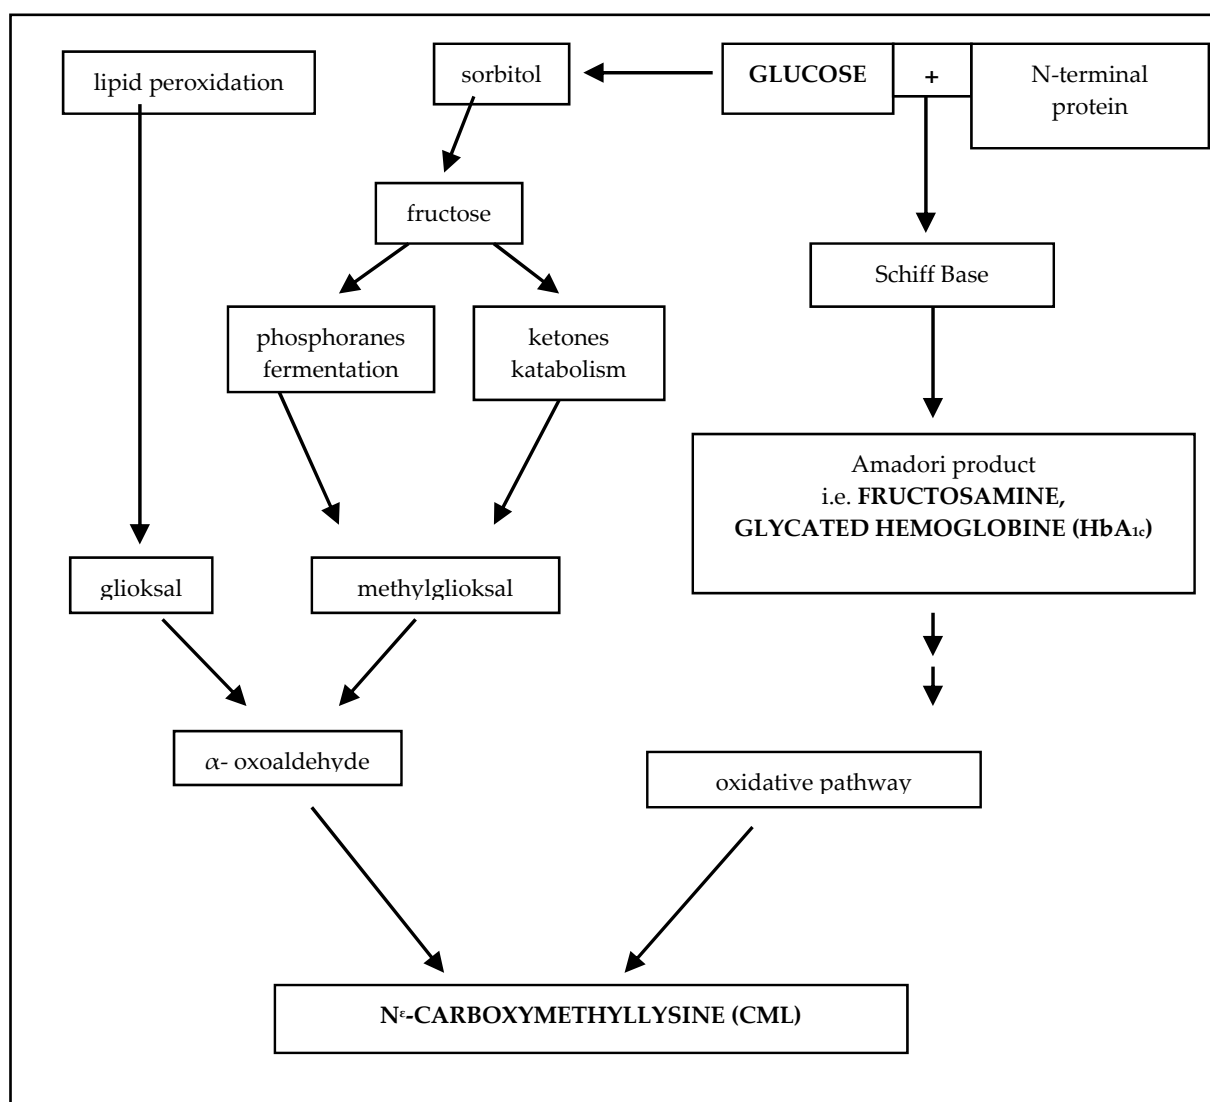 lipid peroxidation
sorbitol
GLUCOSE
+
N-terminal
protein
fructose
Schiff Base
phosphoranes
fermentation
ketones
katabolism
Amadori product
i.e. FRUCTOSAMINE,
GLYCATED HEMOGLOBINE (HbA₁c)
glioksal
methylglioksal
α- oxoaldehyde
oxidative pathway
Nᵋ-CARBOXYMETHYLLYSINE (CML)